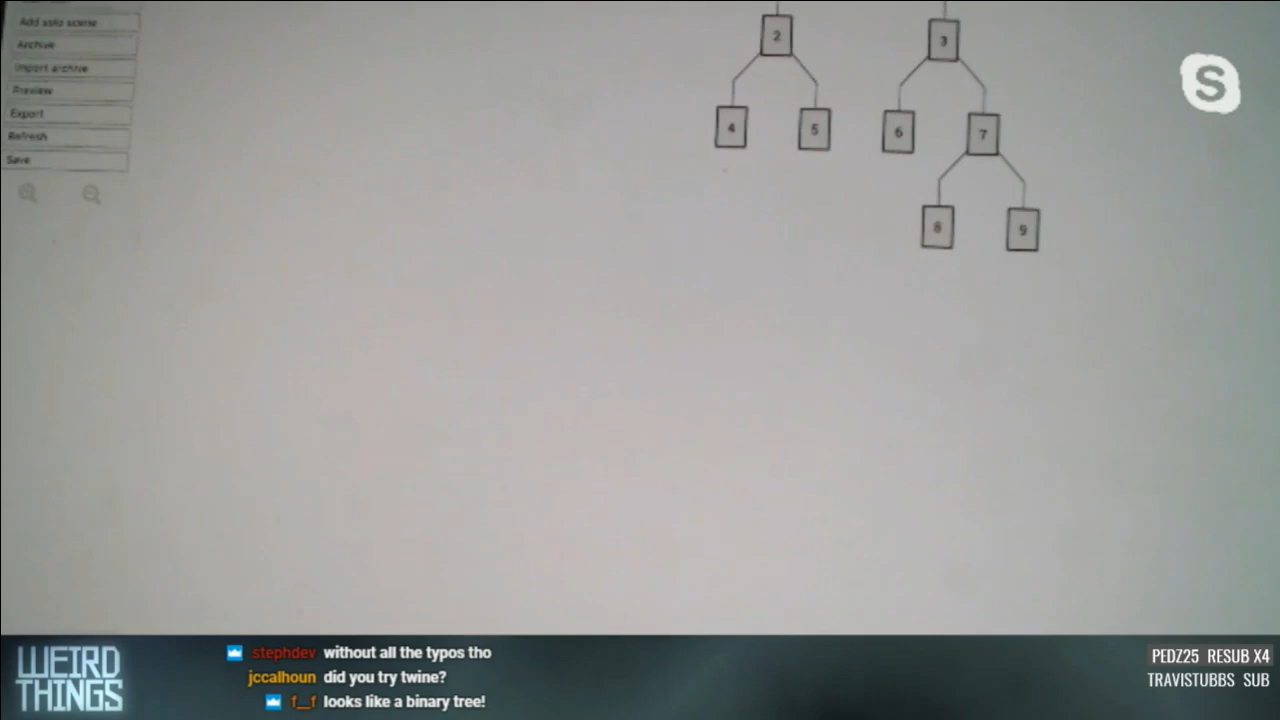 Add solo scene
Archive
Import archive
Preview
Export
Refresh
Save
2
3
4
5
6
7
8
9
S
WEIRD
THINGS
stephdev without all the typos tho
jccalhoun did you try twine?
f__f looks like a binary tree!
PEDZ25 RESUB X4
TRAVISTUBBS SUB